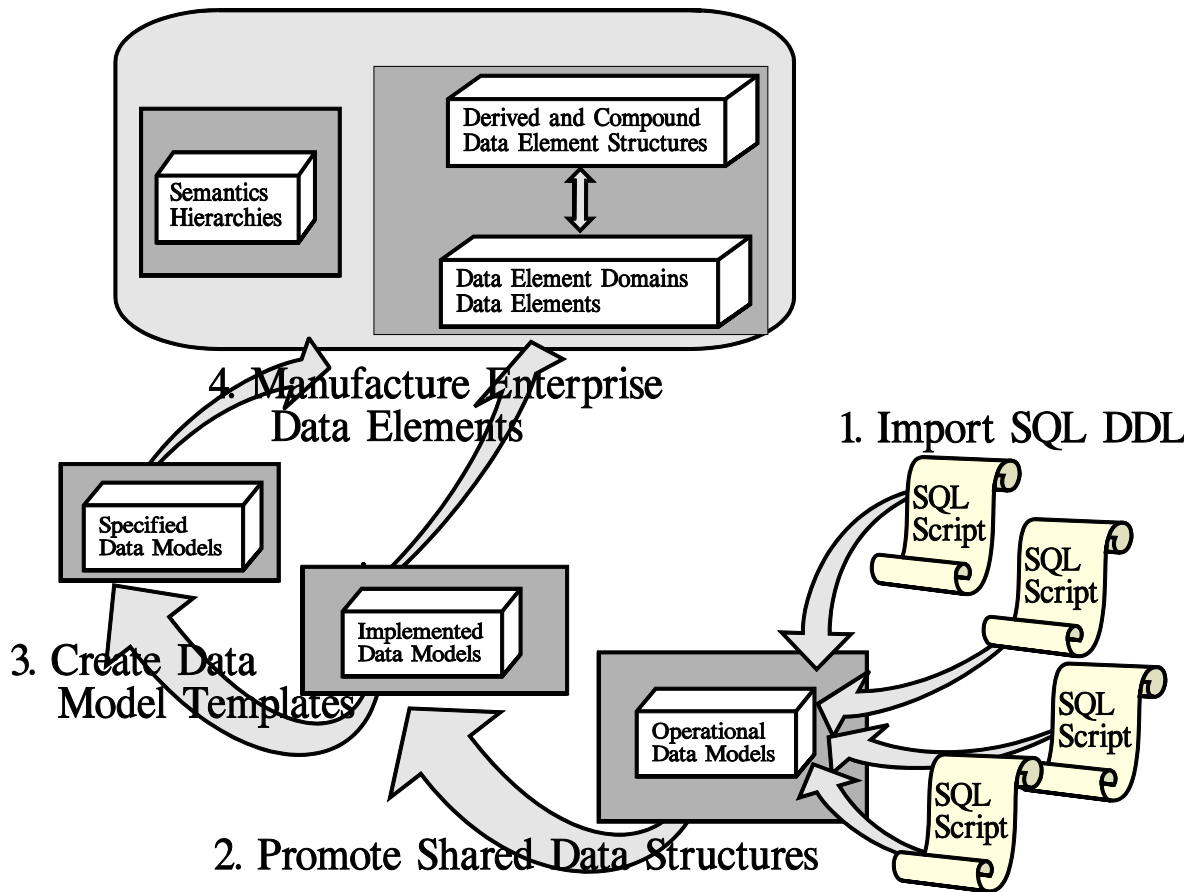 Derived and Compound
Data Element Structures
Semantics
Hierarchies
Data Element Domains
Data Elements
4. Manufacture Enterprise
Data Elements
1. Import SQL DDL
SQL
Script
Specified
Data Models
SQL
Script
Implemented
Data Models
3. Create Data
Model Templates
SQL
Script
Operational
Data Models
SQL
Script
2. Promote Shared Data Structures